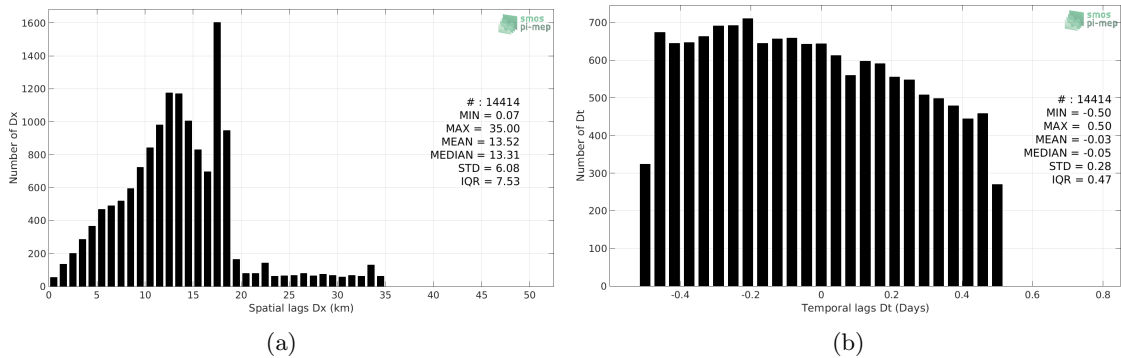 1600
1400
1200
1000
800
600
400
200
0
Number of Dx
0 5 10 15 20 25 30 35 40 45 50
Spatial lags Dx (km)
smos
pi-mep
# : 14414
MIN = 0.07
MAX = 35.00
MEAN = 13.52
MEDIAN = 13.31
STD = 6.08
IQR = 7.53
(a)
700
600
500
400
300
200
100
0
Number of Dt
-0.4 -0.2 0 0.2 0.4 0.6 0.8
Temporal lags Dt (Days)
smos
pi-mep
# : 14414
MIN = -0.50
MAX = 0.50
MEAN = -0.03
MEDIAN = -0.05
STD = 0.28
IQR = 0.47
(b)